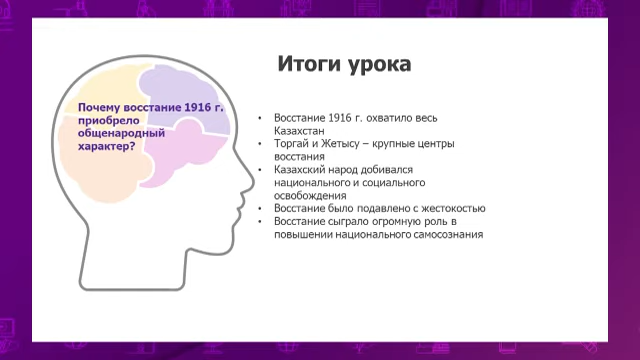 Итоги урока
Почему восстание 1916 г.
приобрело
общенародный
характер?
• Восстание 1916 г. охватило весь
Казахстан
• Торгай и Жетысу – крупные центры
восстания
• Казахский народ добивался
национального и социального
освобождения
• Восстание было подавлено с жестокостью
• Восстание сыграло огромную роль в
повышении национального самосознания